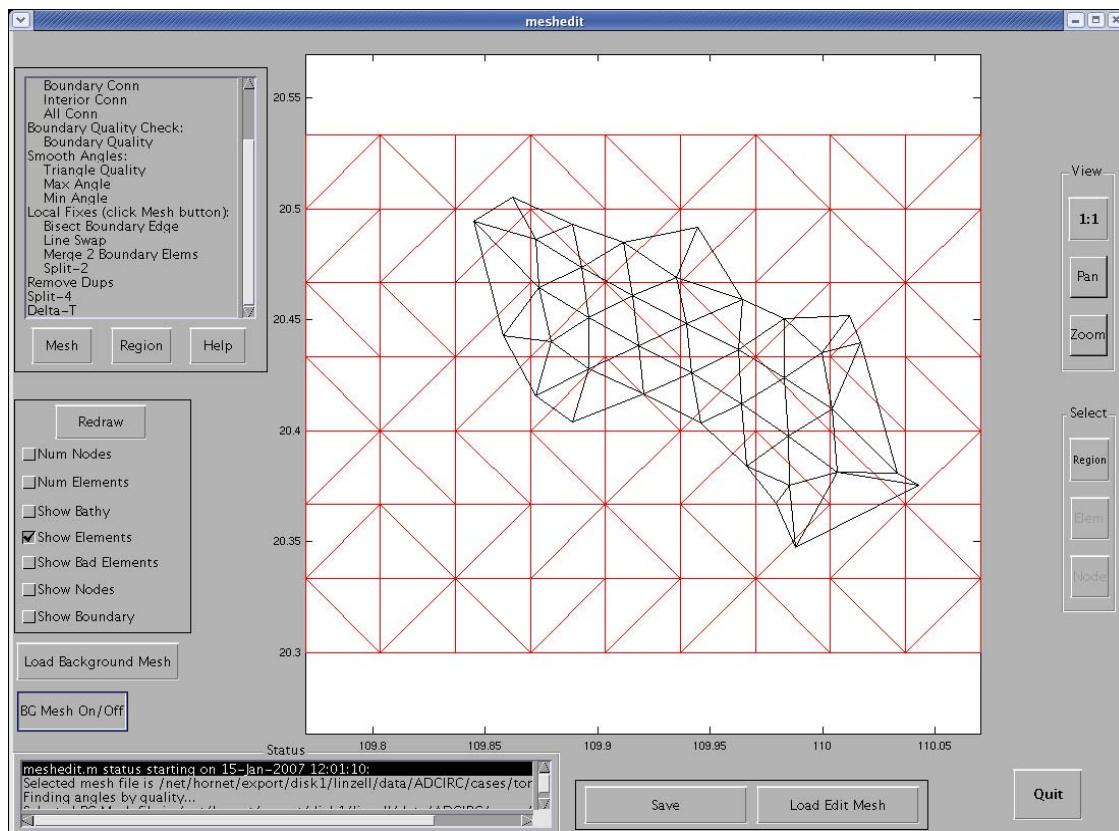 meshedit
Boundary Conn
Interior Conn
All Conn
Boundary Quality Check:
Boundary Quality
Smooth Angles:
Triangle Quality
Max Angle
Min Angle
Local Fixes (click Mesh button):
Bisect Boundary Edge
Line Swap
Merge 2 Boundary Elems
Split-2
Remove Dups
Split-4
Delta-T
Mesh Region Help
Redraw
Num Nodes
Num Elements
Show Bathy
Show Elements
Show Bad Elements
Show Nodes
Show Boundary
Load Background Mesh
BG Mesh On/Off
20.55
20.5
20.45
20.4
20.35
20.3
109.8 109.85 109.9 109.95 110 110.05
View
1:1
Pan
Zoom
Select
Region
Elem
Node
Status
meshedit.m status starting on 15-Jan-2007 12:01:10:
Selected mesh file is /net/hornet/export/disk1/linzell/data/ADCIRC/cases/tor
Finding angles by quality...
Save Load Edit Mesh
Quit